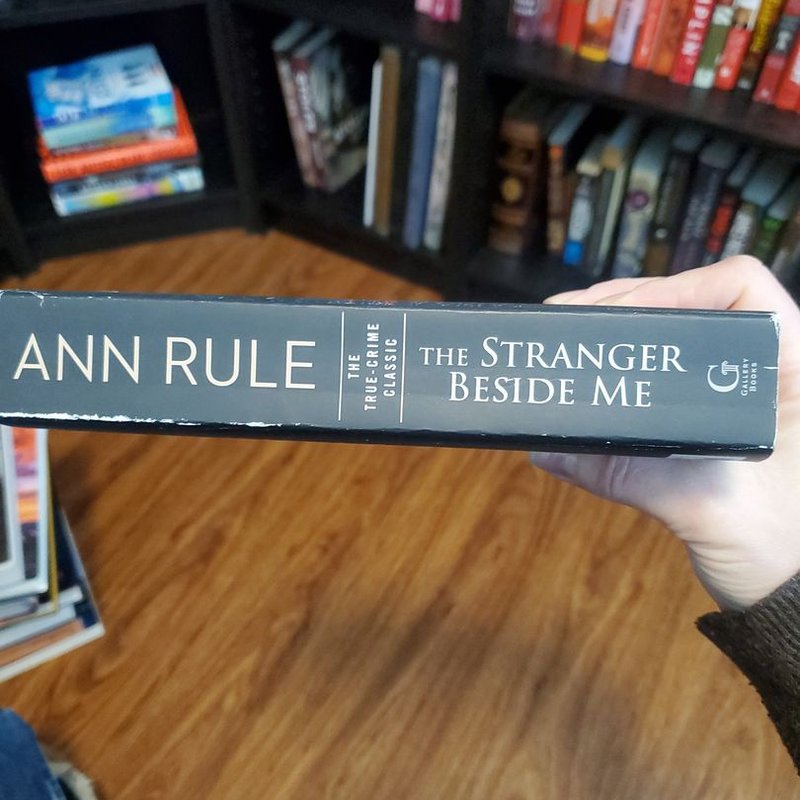 ANN RULE
THE
TRUE-CRIME
CLASSIC
THE STRANGER
BESIDE ME
G
GALLERY
BOOKS